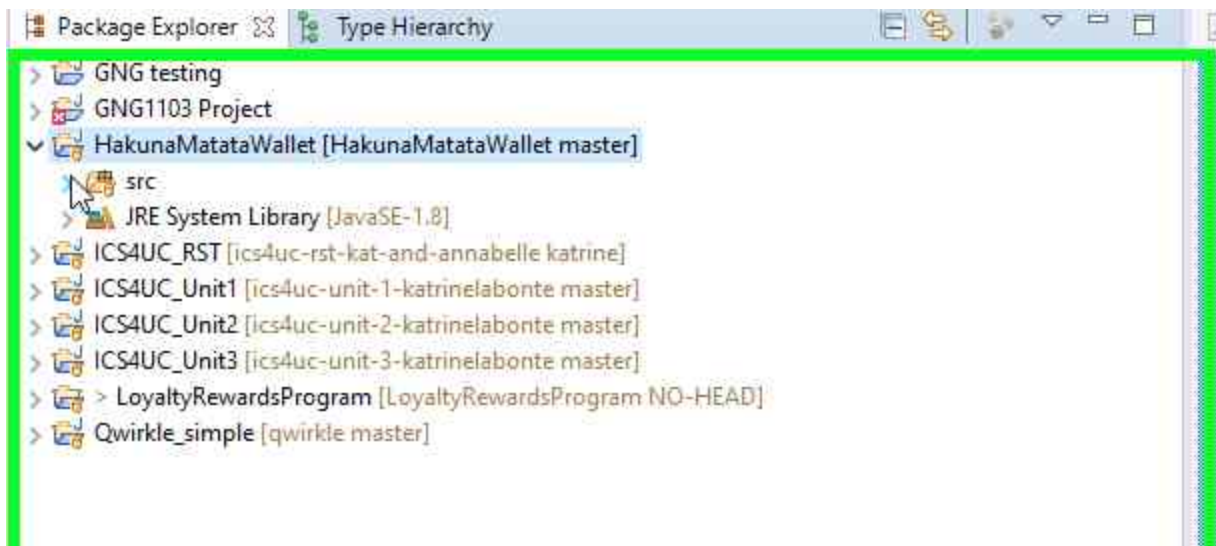 Package Explorer Type Hierarchy
GNG testing
GNG1103 Project
HakunaMatataWallet [HakunaMatataWallet master]
src
JRE System Library [JavaSE-1.8]
ICS4UC_RST [ics4uc-rst-kat-and-annabelle katrine]
ICS4UC_Unit1 [ics4uc-unit-1-katrinelabonte master]
ICS4UC_Unit2 [ics4uc-unit-2-katrinelabonte master]
ICS4UC_Unit3 [ics4uc-unit-3-katrinelabonte master]
> LoyaltyRewardsProgram [LoyaltyRewardsProgram NO-HEAD]
Qwirkle_simple [qwirkle master]